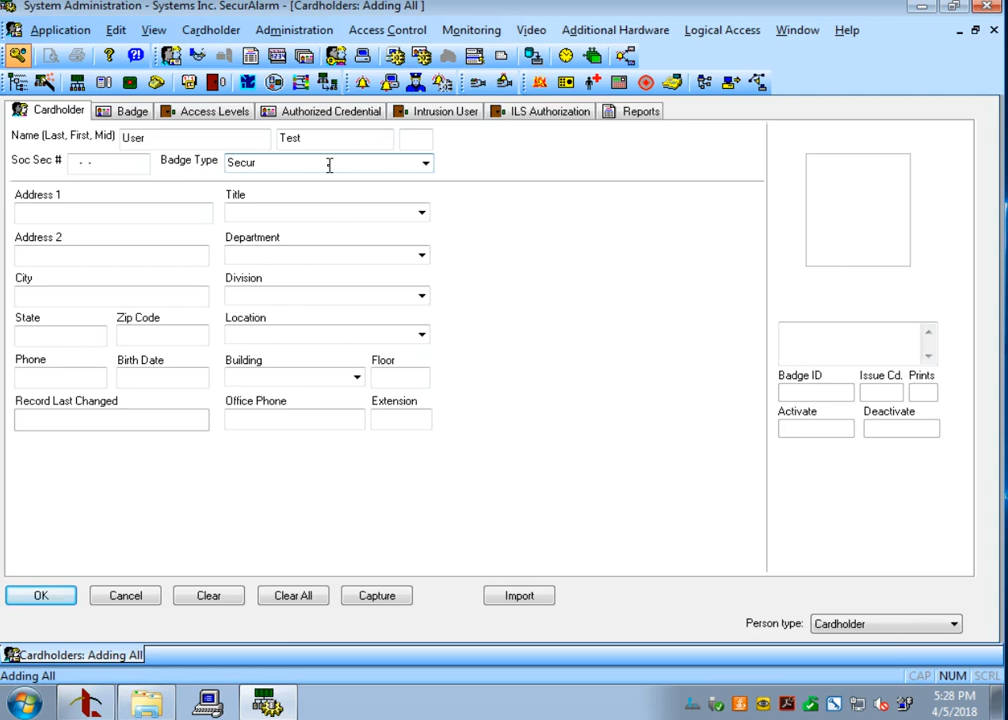 System Administration - Systems Inc. SecurAlarm - [Cardholders: Adding All ]
Application Edit View Cardholder Administration Access Control Monitoring Video Additional Hardware Logical Access Window Help
Cardholder Badge Access Levels Authorized Credential Intrusion User ILS Authorization Reports
Name (Last, First, Mid) User Test
Soc Sec # - - Badge Type Secur
Address 1 Title
Address 2 Department
City Division
State Zip Code Location
Phone Birth Date Building Floor
Badge ID Issue Cd. Prints
Record Last Changed Office Phone Extension
Activate Deactivate
OK Cancel Clear Clear All Capture Import
Person type: Cardholder
Cardholders: Adding All
Adding All CAP NUM SCRL
5:28 PM
4/5/2018